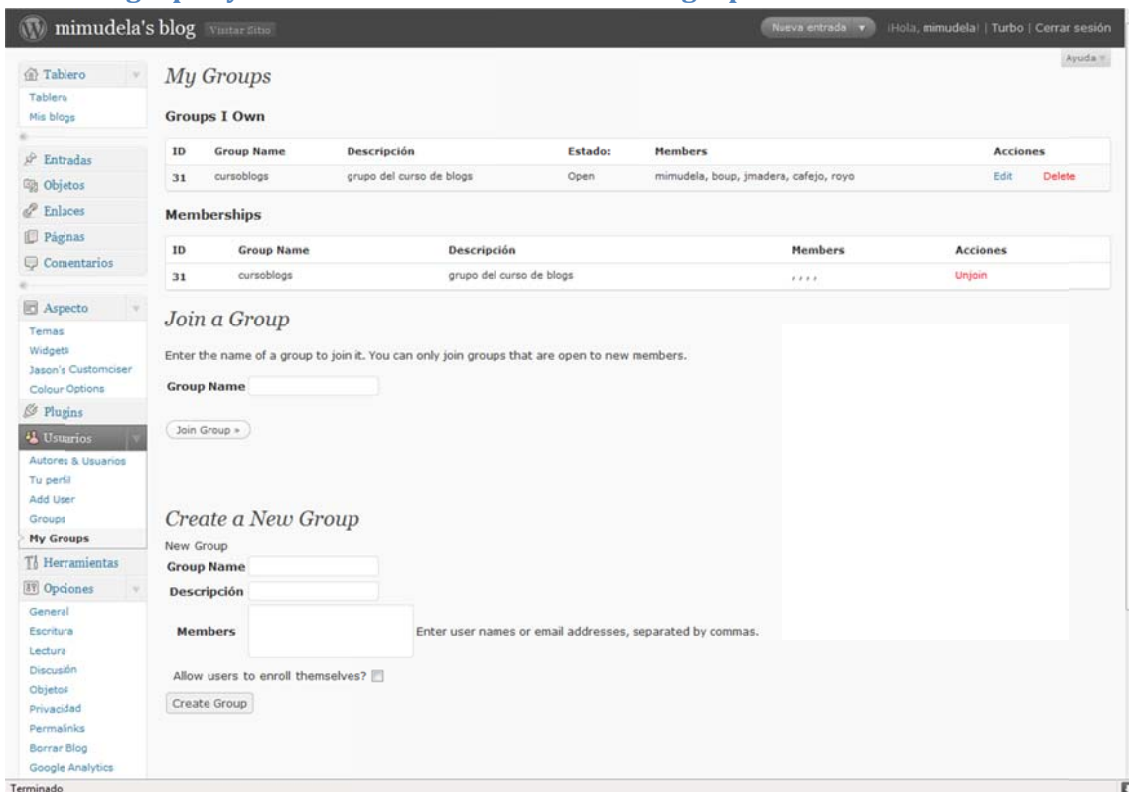 mimudela's blog Visitar Sitio Nueva entrada ¡Hola, mimudela! | Turbo | Cerrar sesión
Ayuda
Tablero
Tablero
Mis blogs
Entradas
Objetos
Enlaces
Páginas
Comentarios
Aspecto
Temas
Widgets
Jason's Customciser
Colour Options
Plugins
Usuarios
Autores & Usuarios
Tu perfil
Add User
Groups
My Groups
Herramientas
Opciones
General
Escritura
Lectura
Discusión
Objetos
Privacidad
Permalinks
Borrar Blog
Google Analytics
My Groups
Groups I Own
ID Group Name Descripción Estado: Members Acciones
31 cursoblogs grupo del curso de blogs Open mimudela, boup, jmadera, cafejo, royo Edit Delete
Memberships
ID Group Name Descripción Members Acciones
31 cursoblogs grupo del curso de blogs , , , , Unjoin
Join a Group
Enter the name of a group to join it. You can only join groups that are open to new members.
Group Name
Join Group »
Create a New Group
New Group
Group Name
Descripción
Members Enter user names or email addresses, separated by commas.
Allow users to enroll themselves?
Create Group
Terminado